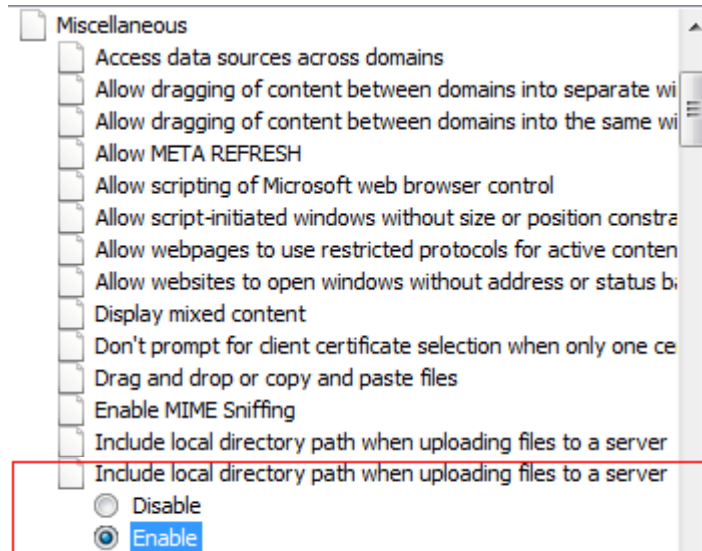 Miscellaneous
Access data sources across domains
Allow dragging of content between domains into separate wi
Allow dragging of content between domains into the same wi
Allow META REFRESH
Allow scripting of Microsoft web browser control
Allow script-initiated windows without size or position constra
Allow webpages to use restricted protocols for active conten
Allow websites to open windows without address or status ba
Display mixed content
Don't prompt for client certificate selection when only one ce
Drag and drop or copy and paste files
Enable MIME Sniffing
Include local directory path when uploading files to a server
Include local directory path when uploading files to a server
Disable
Enable